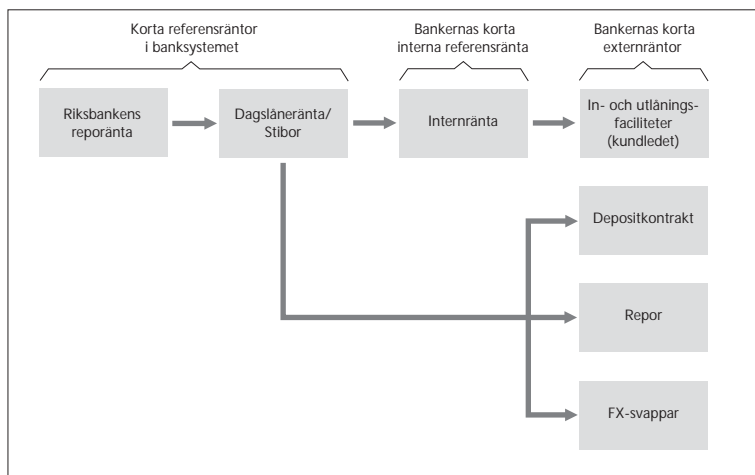 Korta referensräntor
i banksystemet
Bankernas korta
interna referensränta
Bankernas korta
externräntor
Riksbankens
reporänta
Dagslåneränta/
Stibor
Internränta
In- och utlånings-
faciliteter
(kundledet)
Depositkontrakt
Repor
FX-svappar